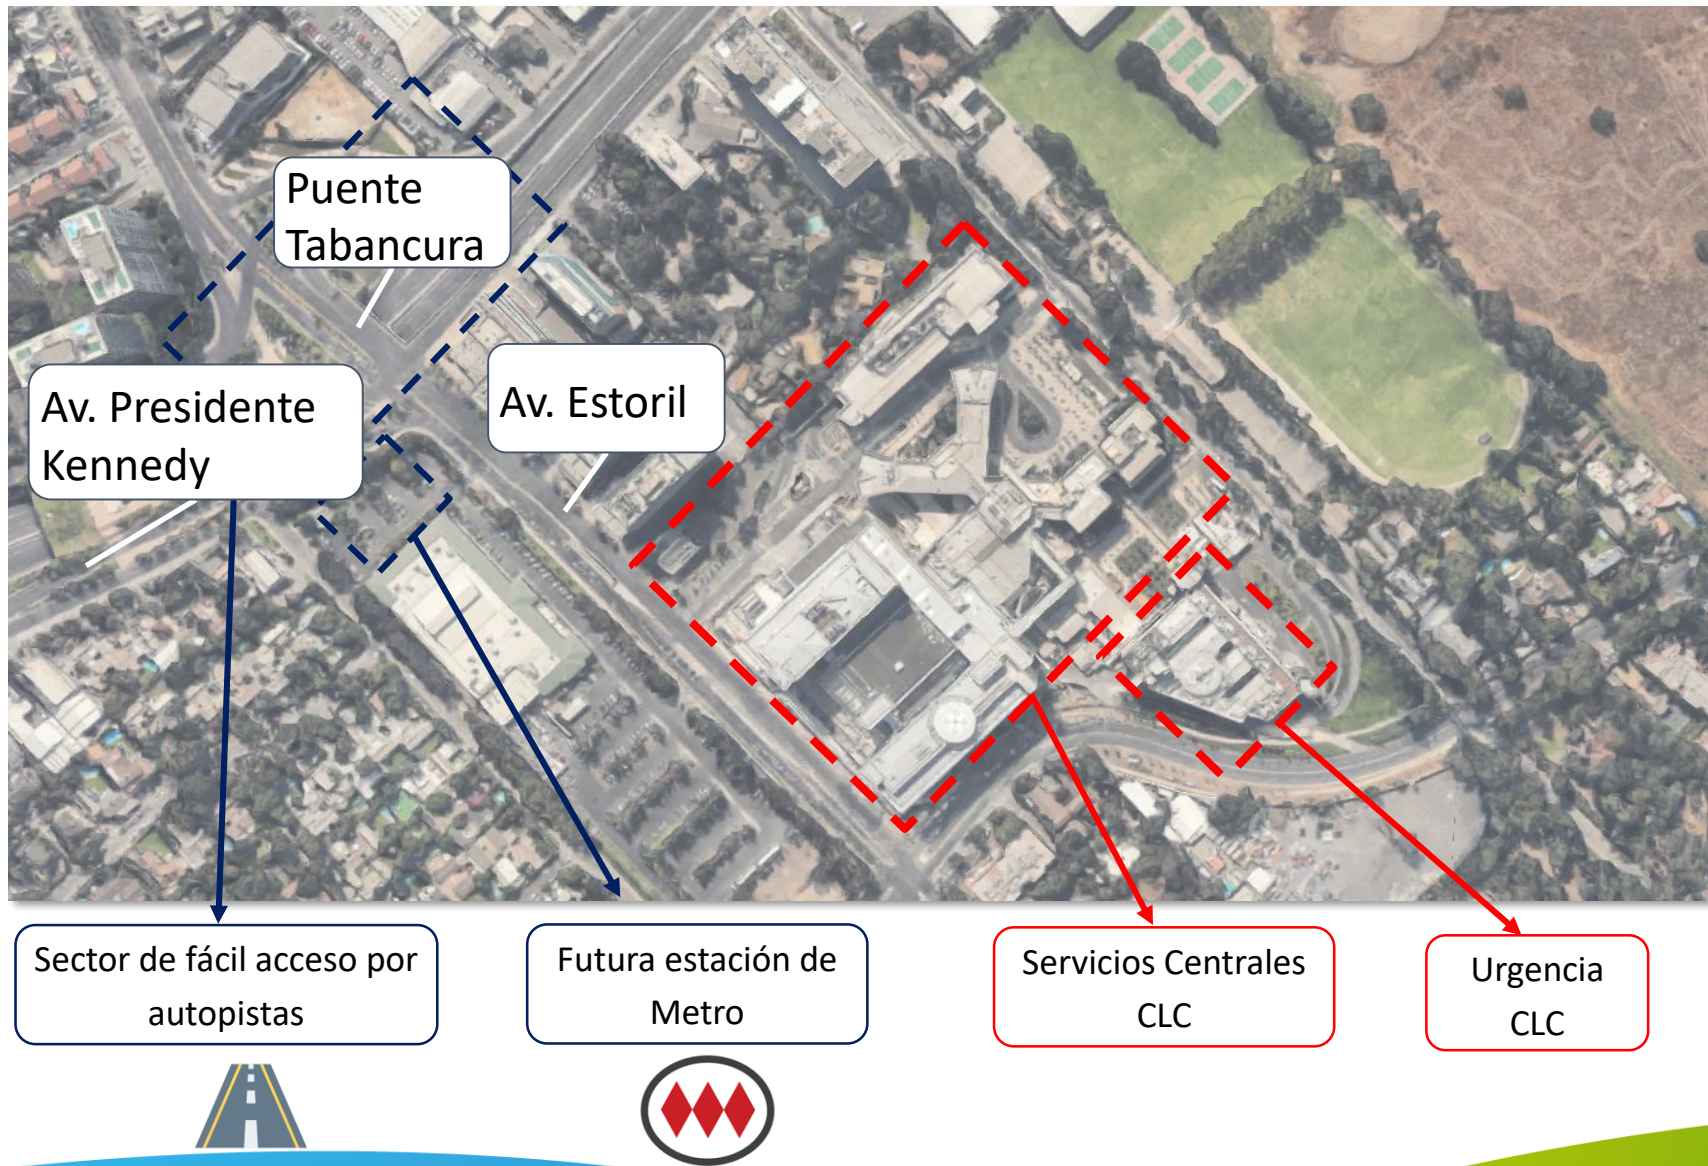 Puente
Tabancura
Av. Presidente
Kennedy
Av. Estoril
Sector de fácil acceso por
autopistas
Futura estación de
Metro
Servicios Centrales
CLC
Urgencia
CLC